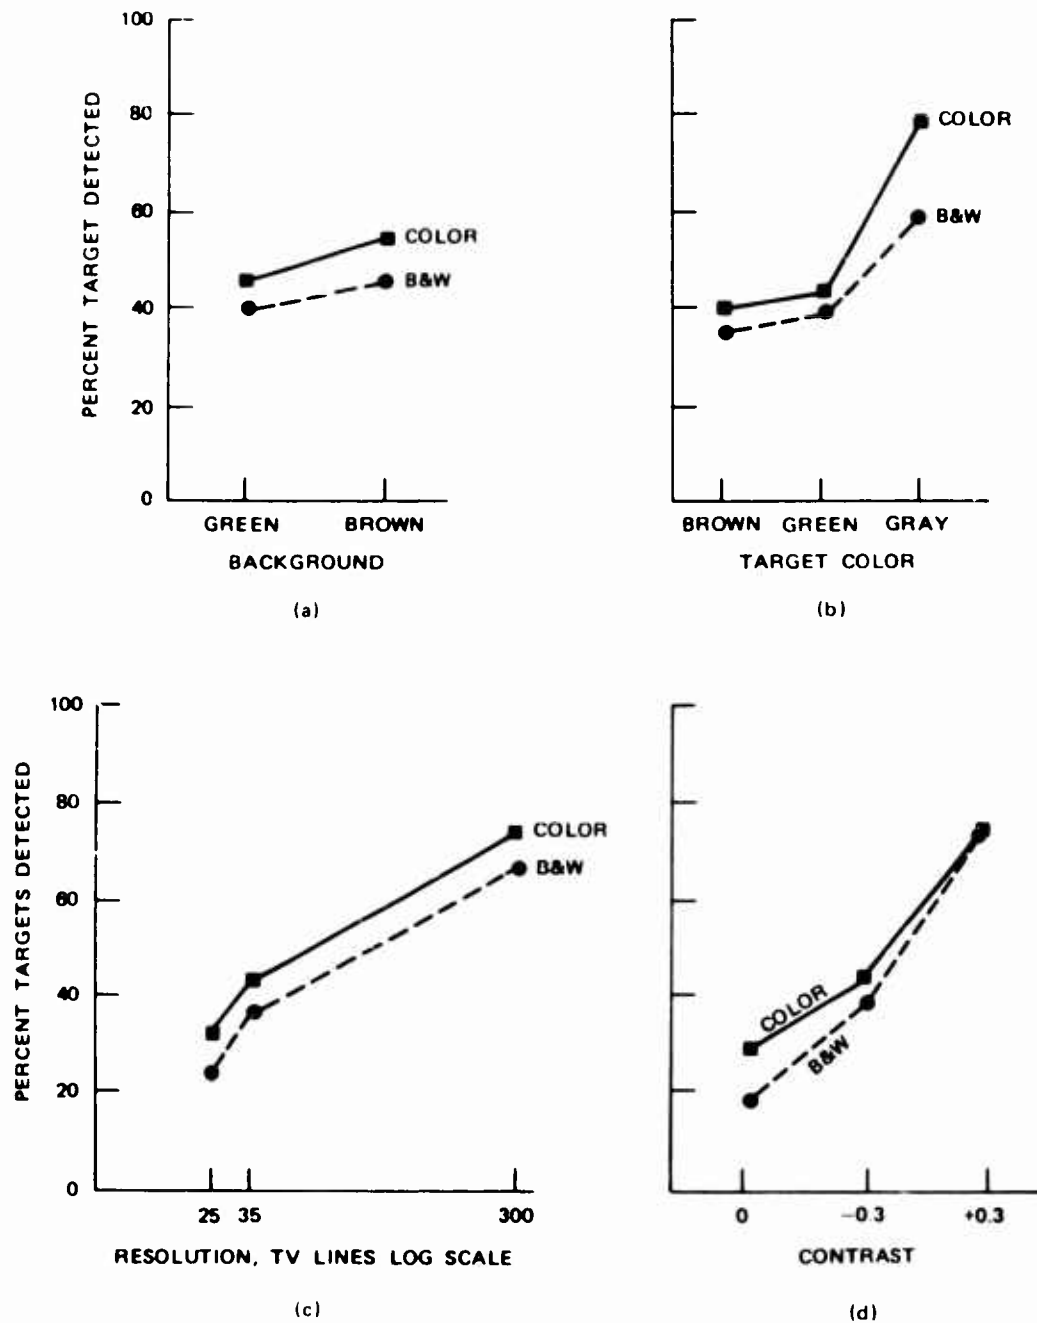 PERCENT TARGET DETECTED
100
80
60
40
20
0
COLOR
B&W
GREEN BROWN
BACKGROUND
(a)
COLOR
B&W
BROWN GREEN GRAY
TARGET COLOR
(b)
PERCENT TARGETS DETECTED
100
80
60
40
20
0
COLOR
B&W
25 35 300
RESOLUTION, TV LINES LOG SCALE
(c)
COLOR
B&W
0 −0.3 +0.3
CONTRAST
(d)